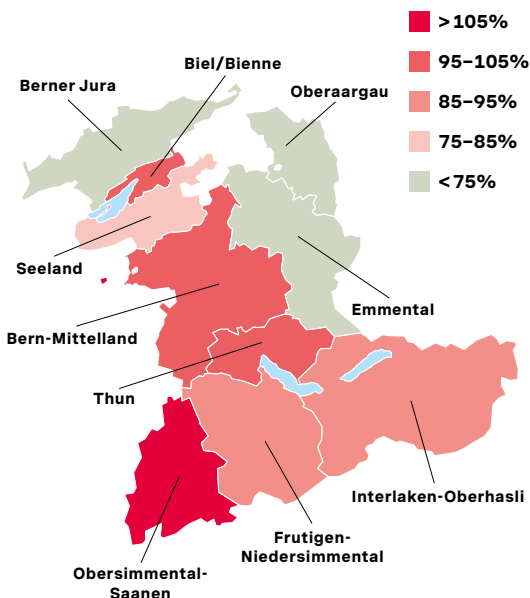 >105%
95–105%
85–95%
75–85%
<75%
Biel/Bienne
Berner Jura
Oberaargau
Seeland
Emmental
Bern-Mittelland
Thun
Interlaken-Oberhasli
Frutigen-
Niedersimmental
Obersimmental-
Saanen